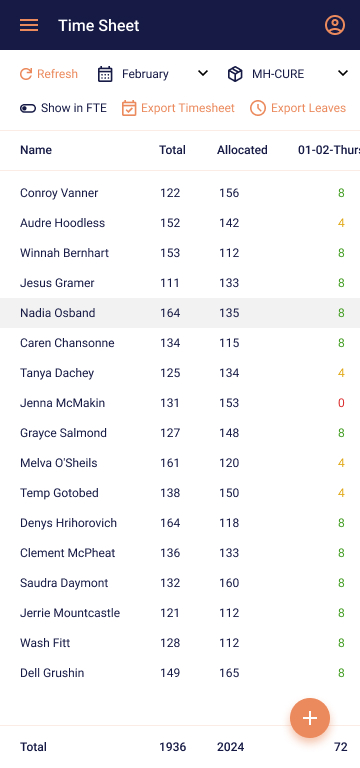 Time Sheet
Refresh February MH-CURE
Show in FTE Export Timesheet Export Leaves
Name Total Allocated 01-02-Thurs
Conroy Vanner 122 156 8
Audre Hoodless 152 142 4
Winnah Bernhart 153 112 8
Jesus Gramer 111 133 8
Nadia Osband 164 135 8
Caren Chansonne 134 115 8
Tanya Dachey 125 134 4
Jenna McMakin 131 153 0
Grayce Salmond 127 148 8
Melva O'Sheils 161 120 4
Temp Gotobed 138 150 4
Denys Hrihorovich 164 118 8
Clement McPheat 136 133 8
Saudra Daymont 132 160 8
Jerrie Mountcastle 121 112 8
Wash Fitt 128 112 8
Dell Grushin 149 165 8
Total 1936 2024 72